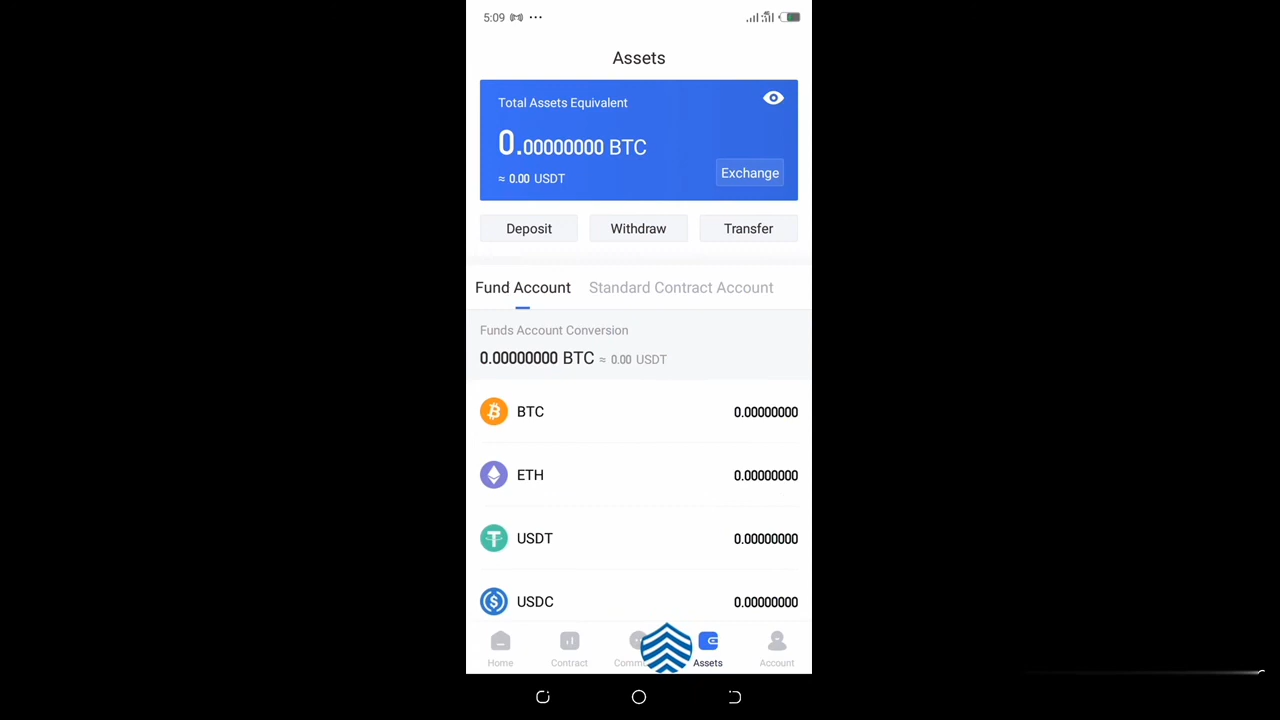 5:09
Assets
Total Assets Equivalent
0.00000000 BTC
≈ 0.00 USDT
Exchange
Deposit Withdraw Transfer
Fund Account Standard Contract Account
Funds Account Conversion
0.00000000 BTC ≈ 0.00 USDT
BTC 0.00000000
ETH 0.00000000
USDT 0.00000000
USDC 0.00000000
Home Contract Comm Assets Account